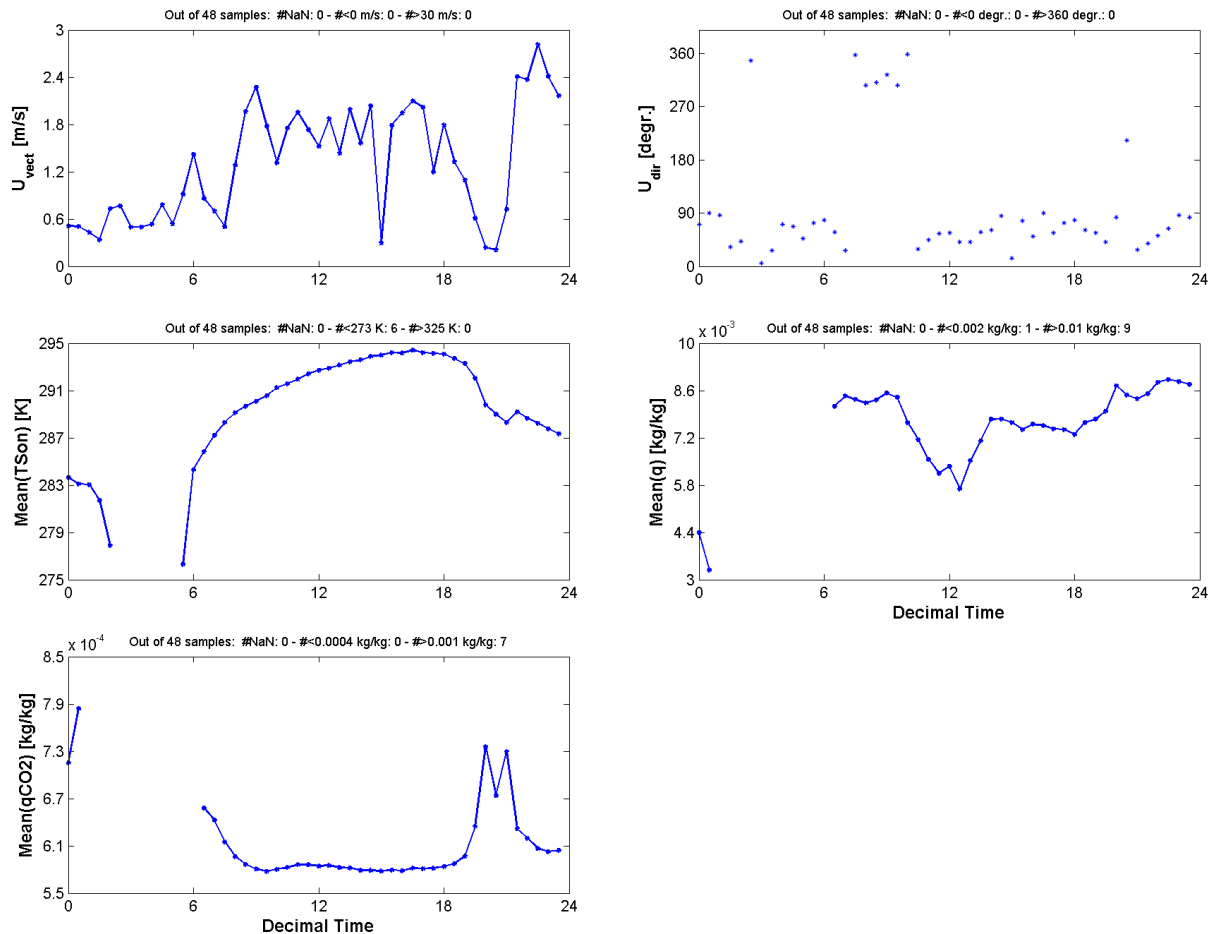 Out of 48 samples: #NaN: 0 - #<0 m/s: 0 - #>30 m/s: 0
3
2.4
1.8
1.2
0.6
0
U_vect [m/s]
0 6 12 18 24
Out of 48 samples: #NaN: 0 - #<0 degr.: 0 - #>360 degr.: 0
360
270
180
90
0
U_dir [degr.]
0 6 12 18 24
Out of 48 samples: #NaN: 0 - #<273 K: 6 - #>325 K: 0
295
291
287
283
279
275
Mean(TSon) [K]
0 6 12 18 24
x 10^-3
Out of 48 samples: #NaN: 0 - #<0.002 kg/kg: 1 - #>0.01 kg/kg: 9
10
8.6
7.2
5.8
4.4
3
Mean(q) [kg/kg]
0 6 12 18 24
Decimal Time
x 10^-4
Out of 48 samples: #NaN: 0 - #<0.0004 kg/kg: 0 - #>0.001 kg/kg: 7
8.5
7.9
7.3
6.7
6.1
5.5
Mean(qCO2) [kg/kg]
0 6 12 18 24
Decimal Time